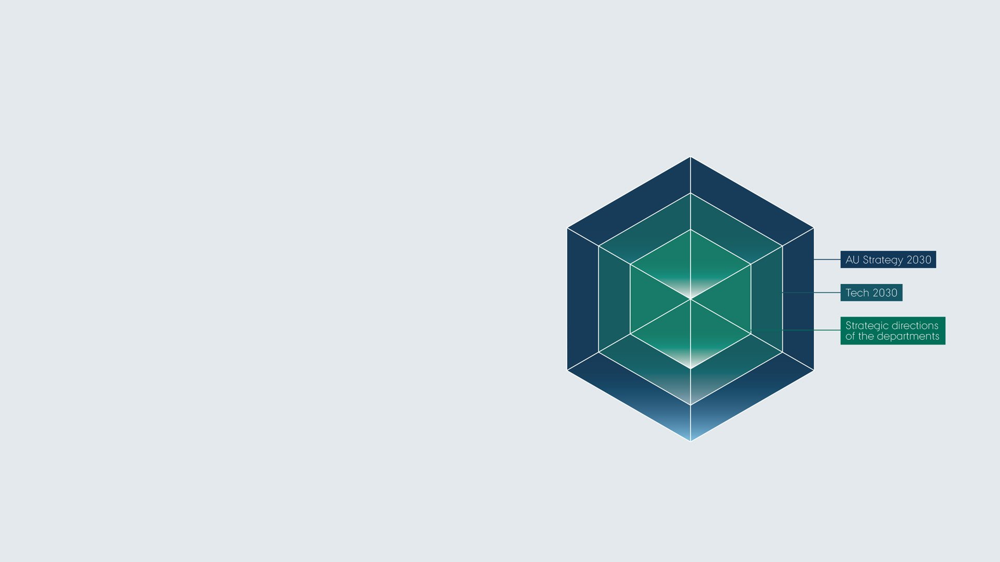 AU Strategy 2030
Tech 2030
Strategic directions
of the departments